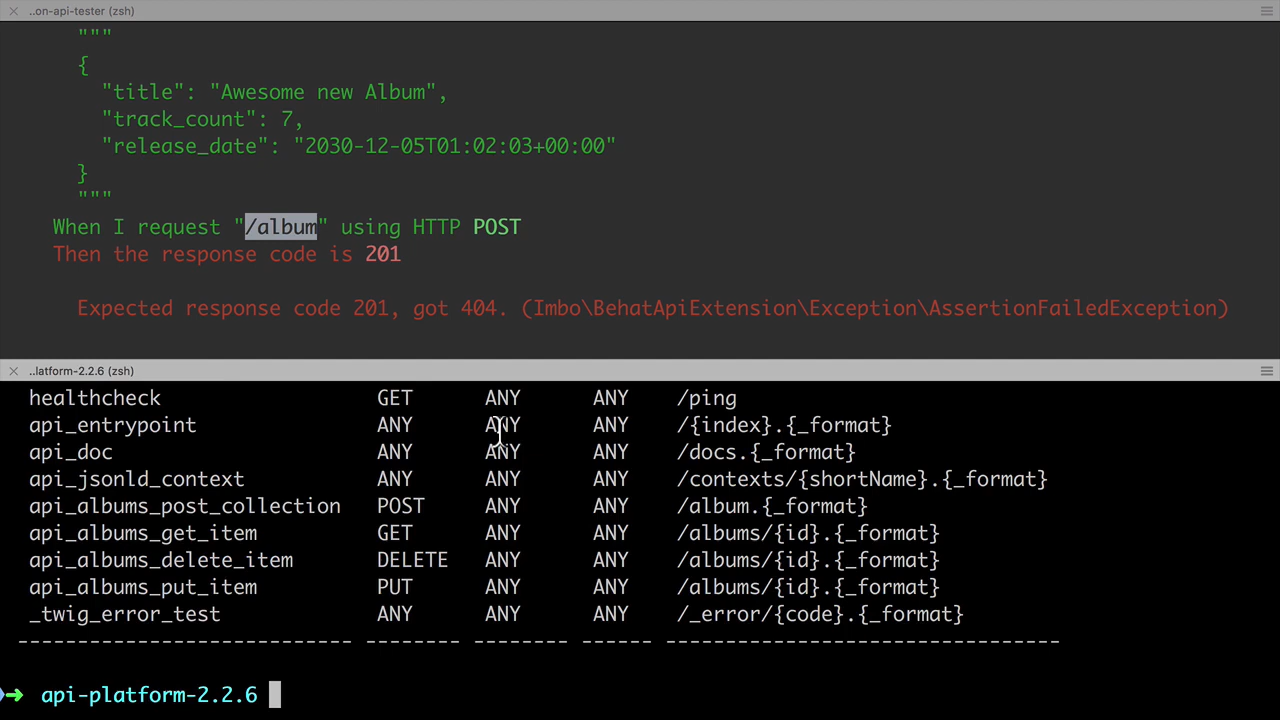 ..on-api-tester (zsh)
"""
{
"title": "Awesome new Album",
"track_count": 7,
"release_date": "2030-12-05T01:02:03+00:00"
}
"""
When I request "/album" using HTTP POST
Then the response code is 201
Expected response code 201, got 404. (Imbo\BehatApiExtension\Exception\AssertionFailedException)
..latform-2.2.6 (zsh)
healthcheck GET ANY ANY /ping
api_entrypoint ANY ANY ANY /{index}.{_format}
api_doc ANY ANY ANY /docs.{_format}
api_jsonld_context ANY ANY ANY /contexts/{shortName}.{_format}
api_albums_post_collection POST ANY ANY /album.{_format}
api_albums_get_item GET ANY ANY /albums/{id}.{_format}
api_albums_delete_item DELETE ANY ANY /albums/{id}.{_format}
api_albums_put_item PUT ANY ANY /albums/{id}.{_format}
_twig_error_test ANY ANY ANY /_error/{code}.{_format}
--------------------------- -------- -------- ------ ---------------------------------
➜ api-platform-2.2.6